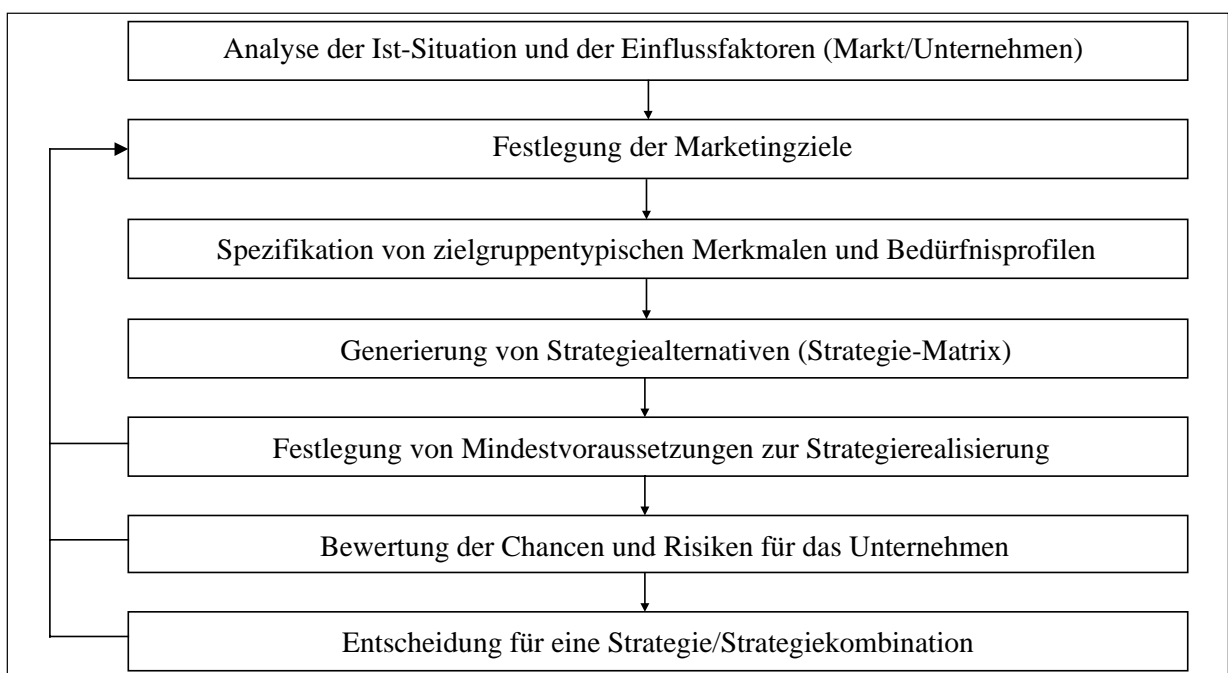 Analyse der Ist-Situation und der Einflussfaktoren (Markt/Unternehmen)
Festlegung der Marketingziele
Spezifikation von zielgruppentypischen Merkmalen und Bedürfnisprofilen
Generierung von Strategiealternativen (Strategie-Matrix)
Festlegung von Mindestvoraussetzungen zur Strategierealisierung
Bewertung der Chancen und Risiken für das Unternehmen
Entscheidung für eine Strategie/Strategiekombination